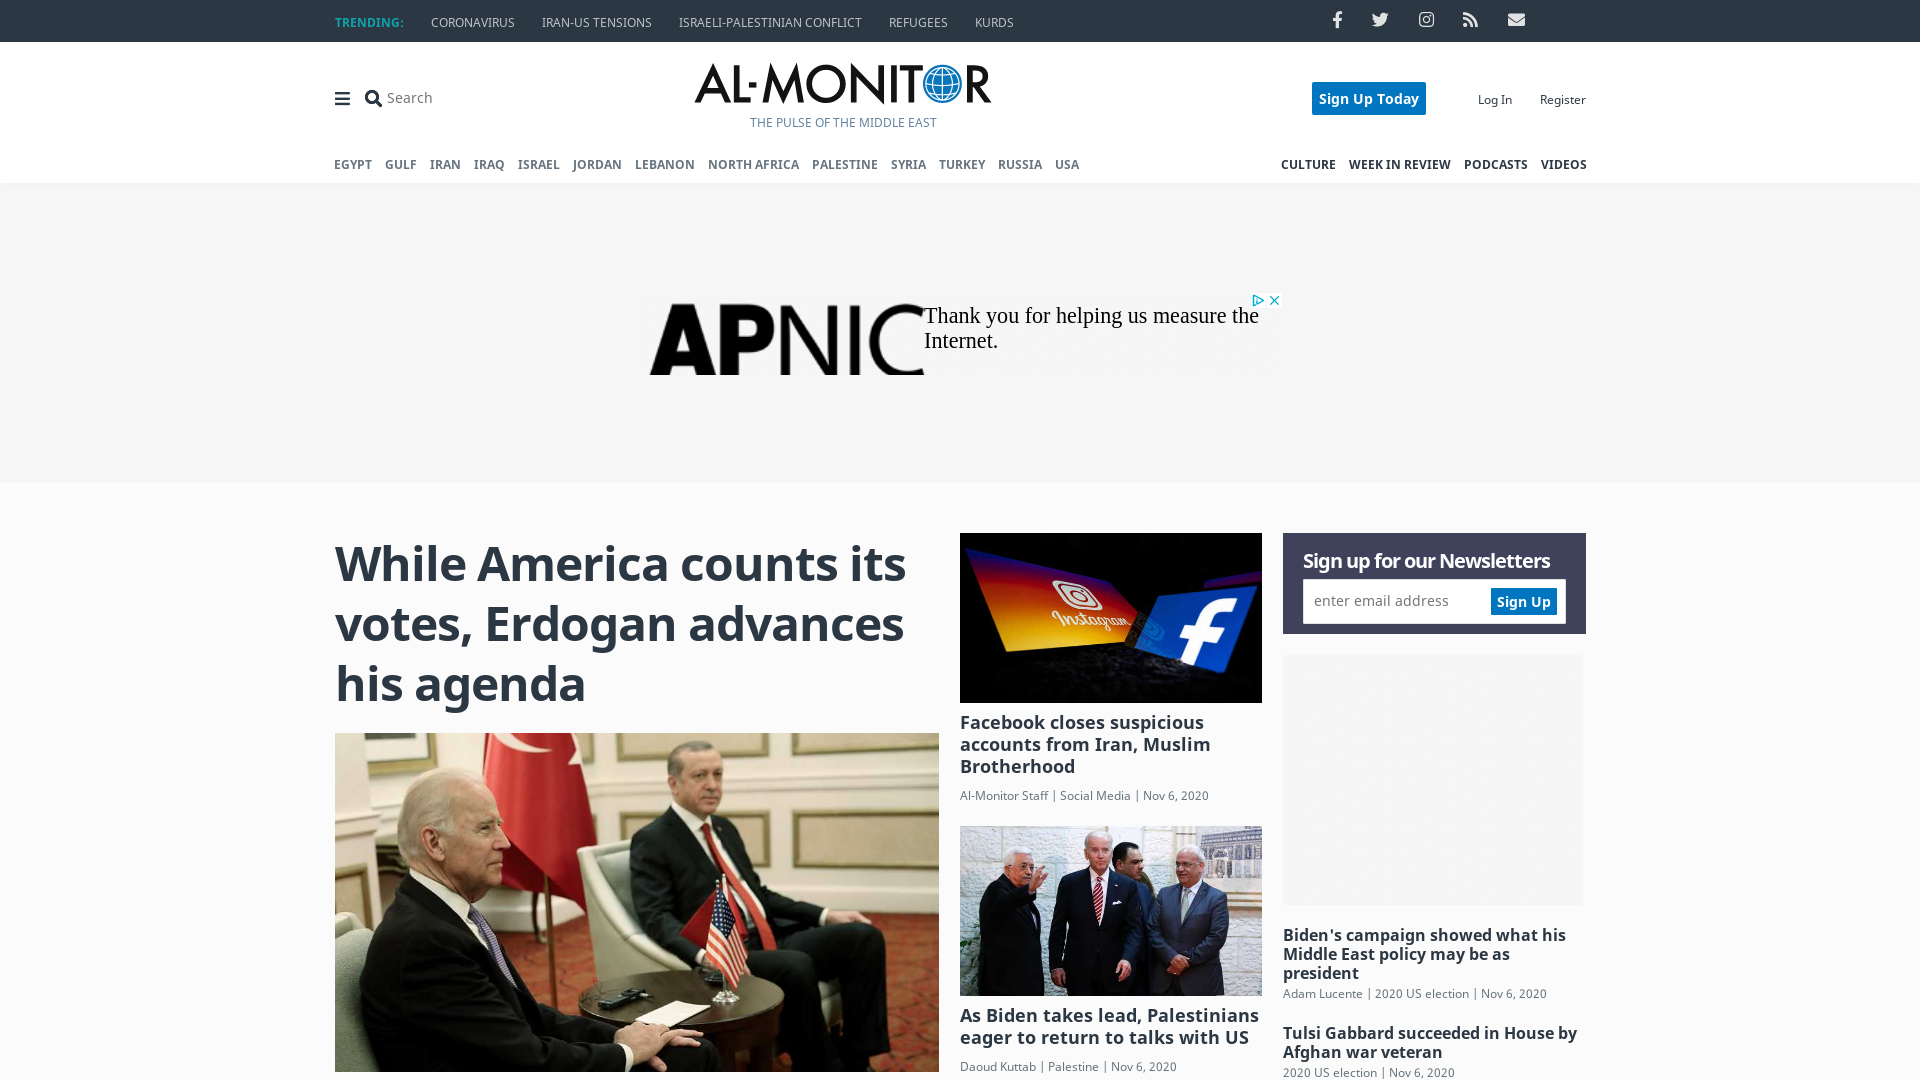 TRENDING: CORONAVIRUS IRAN-US TENSIONS ISRAELI-PALESTINIAN CONFLICT REFUGEES KURDS
Search
AL-MONITOR
THE PULSE OF THE MIDDLE EAST
Sign Up Today
Log In
Register
EGYPT GULF IRAN IRAQ ISRAEL JORDAN LEBANON NORTH AFRICA PALESTINE SYRIA TURKEY RUSSIA USA
CULTURE WEEK IN REVIEW PODCASTS VIDEOS
APNIC
Thank you for helping us measure the
Internet.
While America counts its
votes, Erdogan advances
his agenda
Instagram
Facebook closes suspicious
accounts from Iran, Muslim
Brotherhood
Al-Monitor Staff | Social Media | Nov 6, 2020
As Biden takes lead, Palestinians
eager to return to talks with US
Daoud Kuttab | Palestine | Nov 6, 2020
Sign up for our Newsletters
enter email address
Sign Up
Biden's campaign showed what his
Middle East policy may be as
president
Adam Lucente | 2020 US election | Nov 6, 2020
Tulsi Gabbard succeeded in House by
Afghan war veteran
2020 US election | Nov 6, 2020